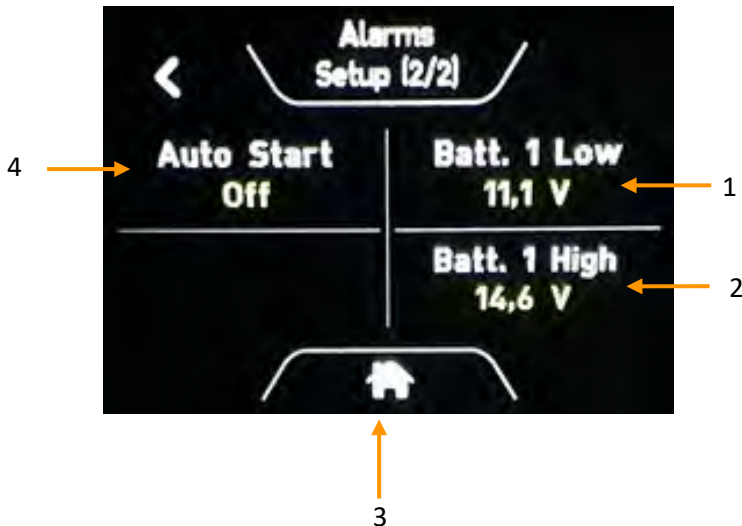 Alarms
Setup (2/2)
4
Auto Start
Off
Batt. 1 Low
11,1 V
1
Batt. 1 High
14,6 V
2
3